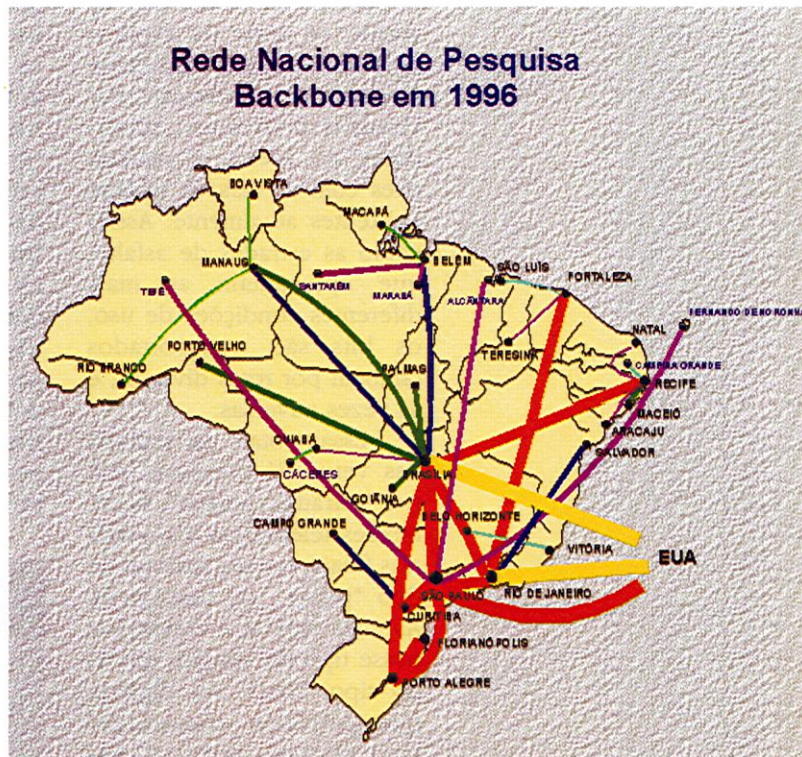 Rede Nacional de Pesquisa
Backbone em 1996
BOA VISTA
MACAPÁ
MANAUS
BELÉM
SÃO LUÍS
FORTALEZA
TEFÉ
SANTARÉM
MARABÁ
ALCÂNTARA
FERNANDO DE NORONHA
NATAL
PORTO VELHO
TEREGINA
CAMPINA GRANDE
RIO BRANCO
PALMAS
RECIFE
MACEIÓ
ARACAJU
CUIABÁ
SALVADOR
CÁCERES
BRASÍLIA
GOIÂNIA
CAMPO GRANDE
BELO HORIZONTE
VITÓRIA
EUA
SÃO PAULO
RIO DE JANEIRO
CURITIBA
FLORIANÓPOLIS
PORTO ALEGRE